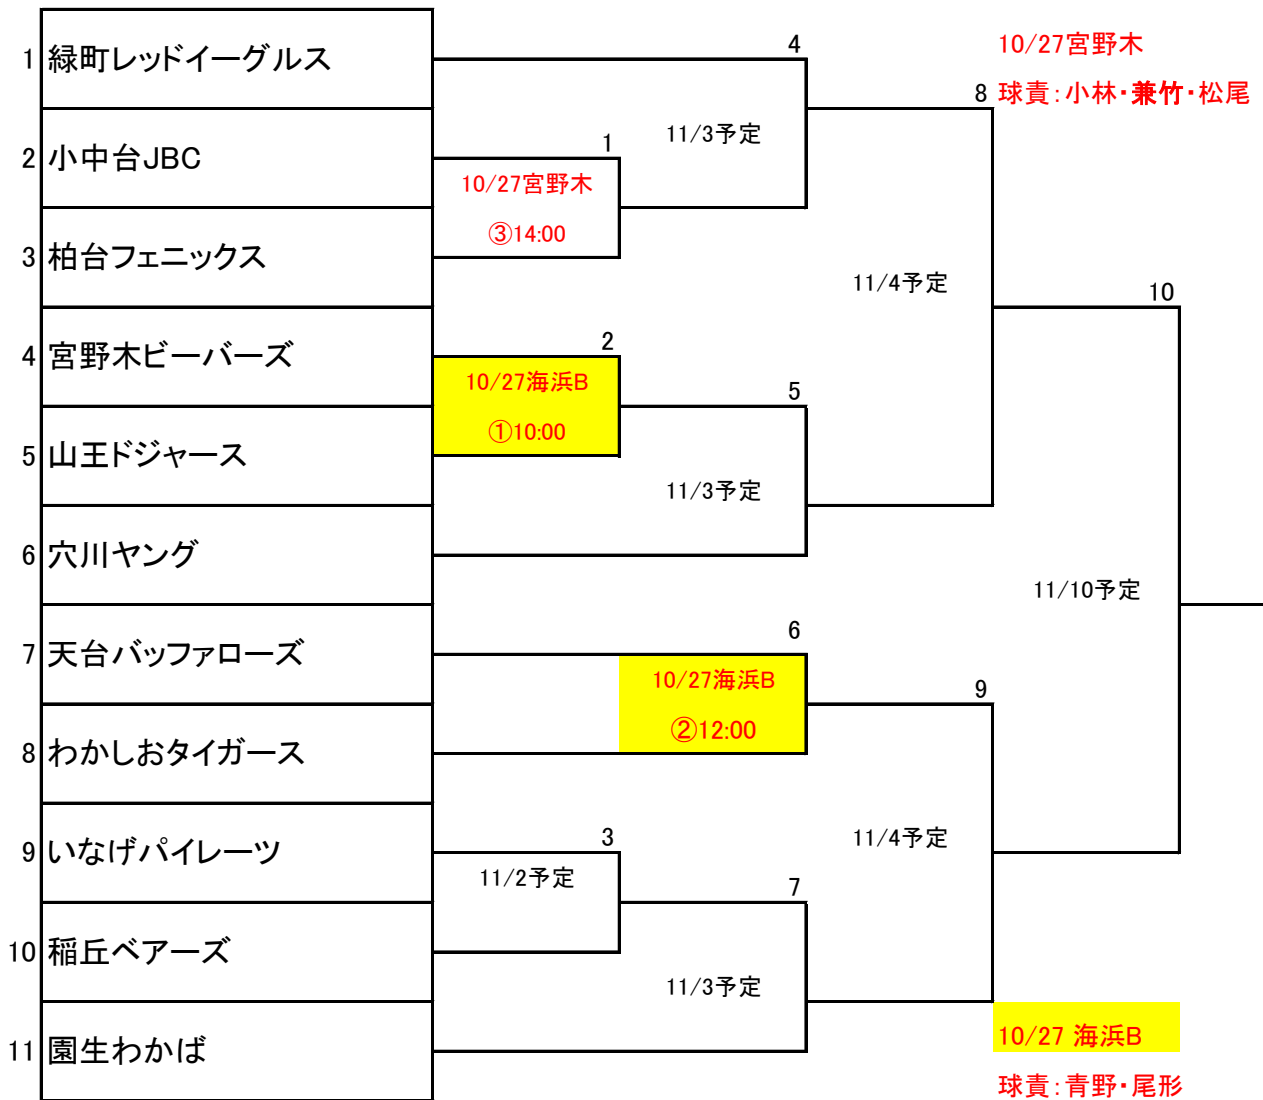 1 緑町レッドイーグルス
4
10/27宮野木
8
球責：小林・兼竹・松尾
11/3予定
2 小中台JBC
1
10/27宮野木
③14:00
3 柏台フェニックス
11/4予定
10
4 宮野木ビーバーズ
2
10/27海浜B
①10:00
5
5 山王ドジャース
11/3予定
6 穴川ヤング
11/10予定
7 天台バッファローズ
6
10/27海浜B
②12:00
9
8 わかしおタイガース
9 いなげパイレーツ
3
11/4予定
11/2予定
7
10 稲丘ベアーズ
11/3予定
11 園生わかば
10/27 海浜B
球責：青野・尾形